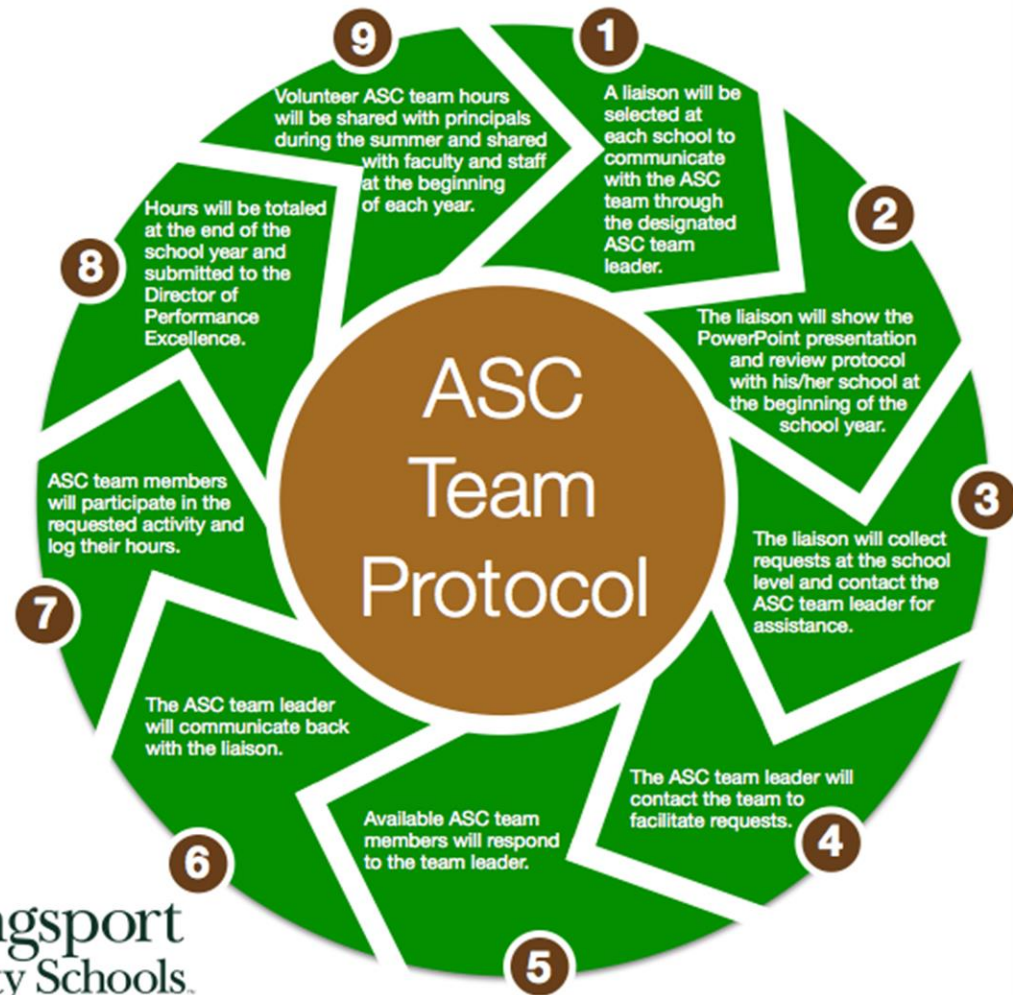 ASC
Team
Protocol
1
A liaison will be
selected at
each school to
communicate
with the ASC
team through
the designated
ASC team
leader.
2
The liaison will show the
PowerPoint presentation
and review protocol
with his/her school at
the beginning of the
school year.
3
The liaison will collect
requests at the school
level and contact the
ASC team leader for
assistance.
4
The ASC team leader will
contact the team to
facilitate requests.
5
Available ASC team
members will respond
to the team leader.
6
The ASC team leader
will communicate back
with the liaison.
7
ASC team members
will participate in the
requested activity and
log their hours.
8
Hours will be totaled
at the end of the
school year and
submitted to the
Director of
Performance
Excellence.
9
Volunteer ASC team hours
will be shared with principals
during the summer and shared
with faculty and staff
at the beginning
of each year.
ngsport
ty Schools